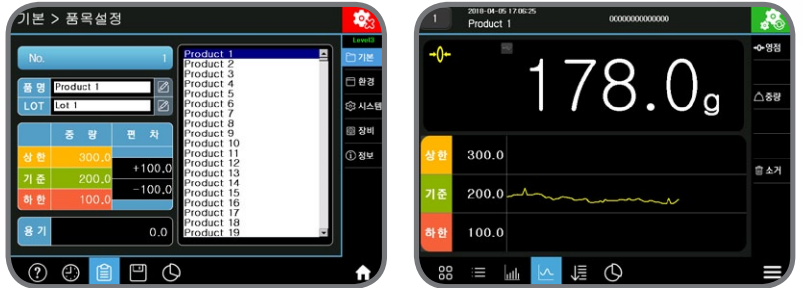 기본 > 품목설정
Level3
No. 1
품 명 Product 1
LOT Lot 1
중 량 편 차
상 한 300.0
+100.0
기 준 200.0
-100.0
하 한 100.0
용 기 0.0
Product 1
Product 2
Product 3
Product 4
Product 5
Product 6
Product 7
Product 8
Product 9
Product 10
Product 11
Product 12
Product 13
Product 14
Product 15
Product 16
Product 17
Product 18
Product 19
기본
환경
시스템
장비
정보
1
2018-04-05 17:06:25
Product 1
0000000000000
→0←
178.0g
상한 300.0
기준 200.0
하한 100.0
→0←영점
중량
소거